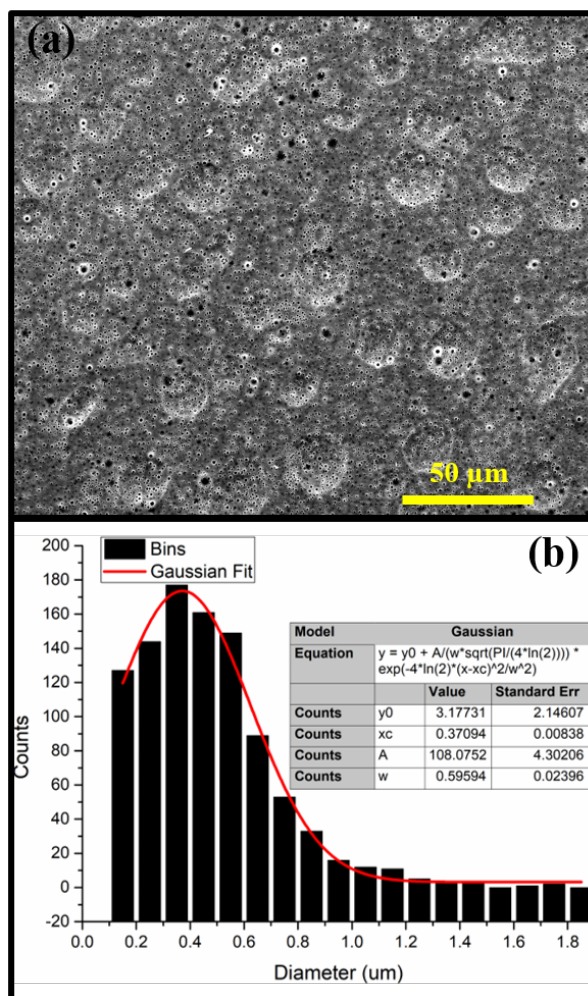 (a)
50 µm
(b)
200
180
160
140
120
100
80
60
40
20
0
-20
Counts
Bins
Gaussian Fit
Model Gaussian
Equation y = y0 + A/(w*sqrt(PI/(4*ln(2)))) *
exp(-4*ln(2)*(x-xc)^2/w^2)
Value Standard Err
Counts y0 3.17731 2.14607
Counts xc 0.37094 0.00838
Counts A 108.0752 4.30206
Counts w 0.59594 0.02396
0.0 0.2 0.4 0.6 0.8 1.0 1.2 1.4 1.6 1.8
Diameter (um)